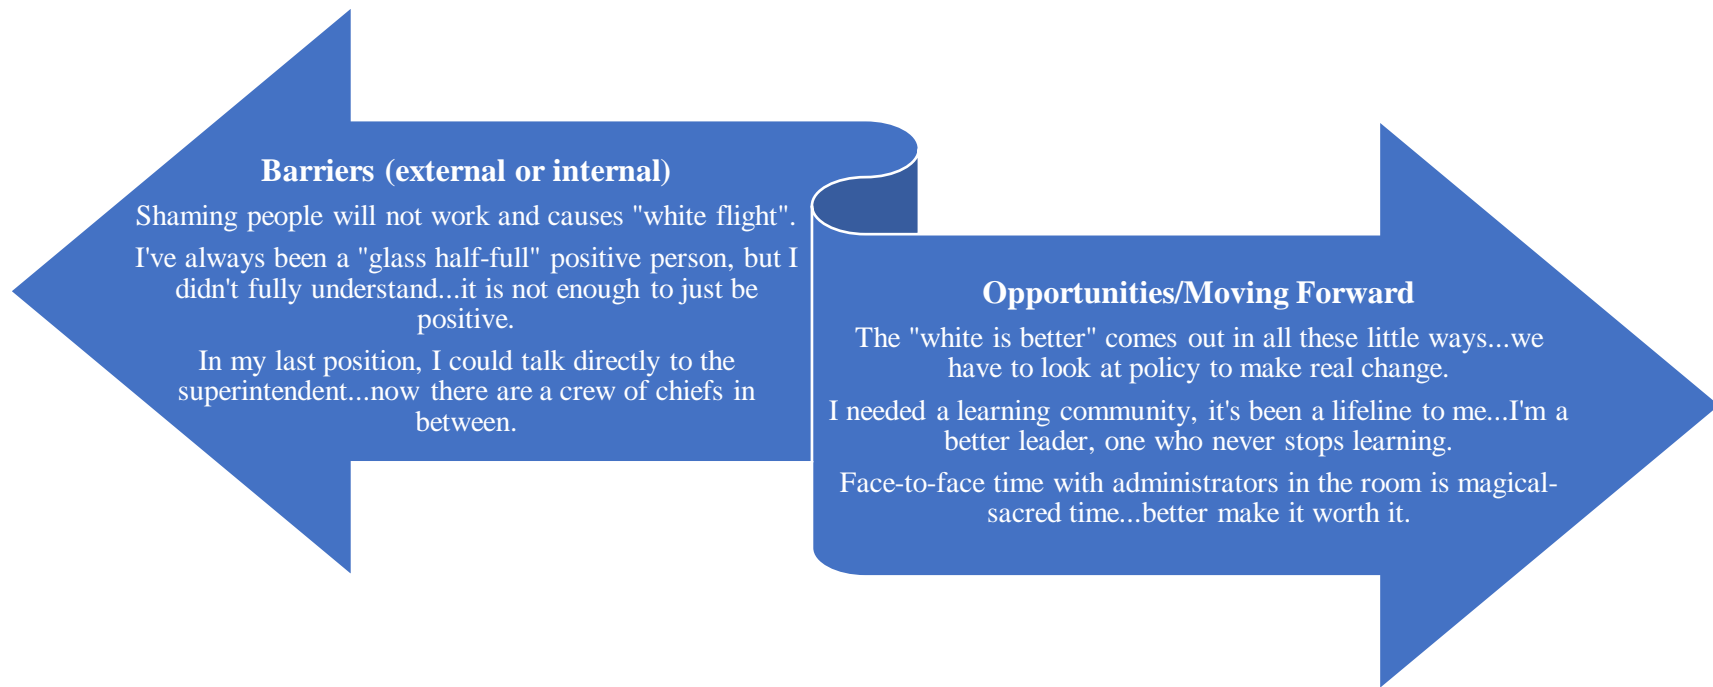 Barriers (external or internal)
Shaming people will not work and causes "white flight".
I've always been a "glass half-full" positive person, but I
didn't fully understand...it is not enough to just be
positive.
In my last position, I could talk directly to the
superintendent...now there are a crew of chiefs in
between.
Opportunities/Moving Forward
The "white is better" comes out in all these little ways...we
have to look at policy to make real change.
I needed a learning community, it's been a lifeline to me...I'm a
better leader, one who never stops learning.
Face-to-face time with administrators in the room is magical-
sacred time...better make it worth it.